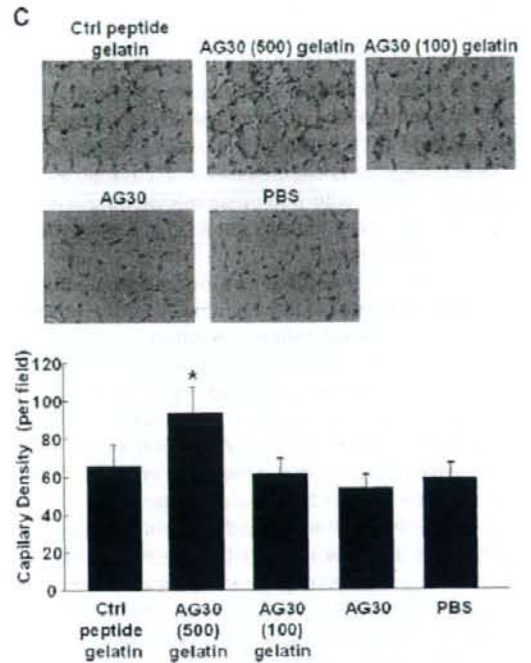 C
Ctrl peptide
gelatin
AG30 (500) gelatin
AG30 (100) gelatin
AG30
PBS
Capilary Density (per field)
120
100
80
60
40
20
0
*
Ctrl
peptide
gelatin
AG30
(500)
gelatin
AG30
(100)
gelatin
AG30
PBS